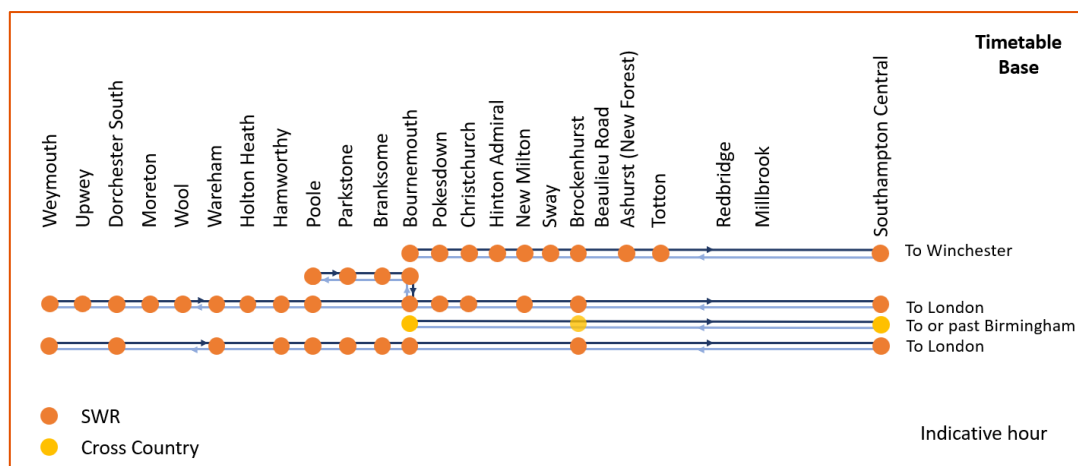 Timetable
Base
Weymouth
Upwey
Dorchester South
Moreton
Wool
Wareham
Holton Heath
Hamworthy
Poole
Parkstone
Branksome
Bournemouth
Pokesdown
Christchurch
Hinton Admiral
New Milton
Sway
Brockenhurst
Beaulieu Road
Ashurst (New Forest)
Totton
Redbridge
Millbrook
Southampton Central
To Winchester
To London
To or past Birmingham
To London
SWR
Cross Country
Indicative hour